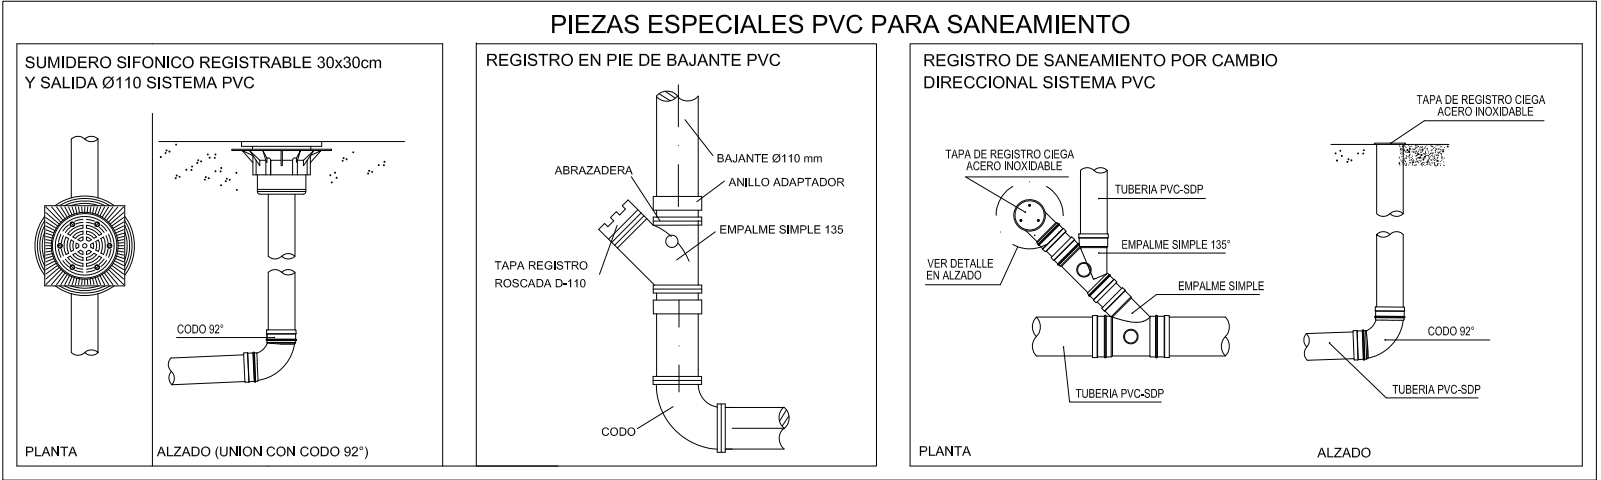 PIEZAS ESPECIALES PVC PARA SANEAMIENTO
SUMIDERO SIFONICO REGISTRABLE 30x30cm
Y SALIDA Ø110 SISTEMA PVC
CODO 92°
PLANTA
ALZADO (UNION CON CODO 92°)
REGISTRO EN PIE DE BAJANTE PVC
BAJANTE Ø110 mm
ABRAZADERA
ANILLO ADAPTADOR
EMPALME SIMPLE 135
TAPA REGISTRO
ROSCADA D-110
CODO
REGISTRO DE SANEAMIENTO POR CAMBIO
DIRECCIONAL SISTEMA PVC
TAPA DE REGISTRO CIEGA
ACERO INOXIDABLE
TUBERIA PVC-SDP
EMPALME SIMPLE 135°
VER DETALLE
EN ALZADO
EMPALME SIMPLE
TUBERIA PVC-SDP
PLANTA
TAPA DE REGISTRO CIEGA
ACERO INOXIDABLE
CODO 92°
TUBERIA PVC-SDP
ALZADO